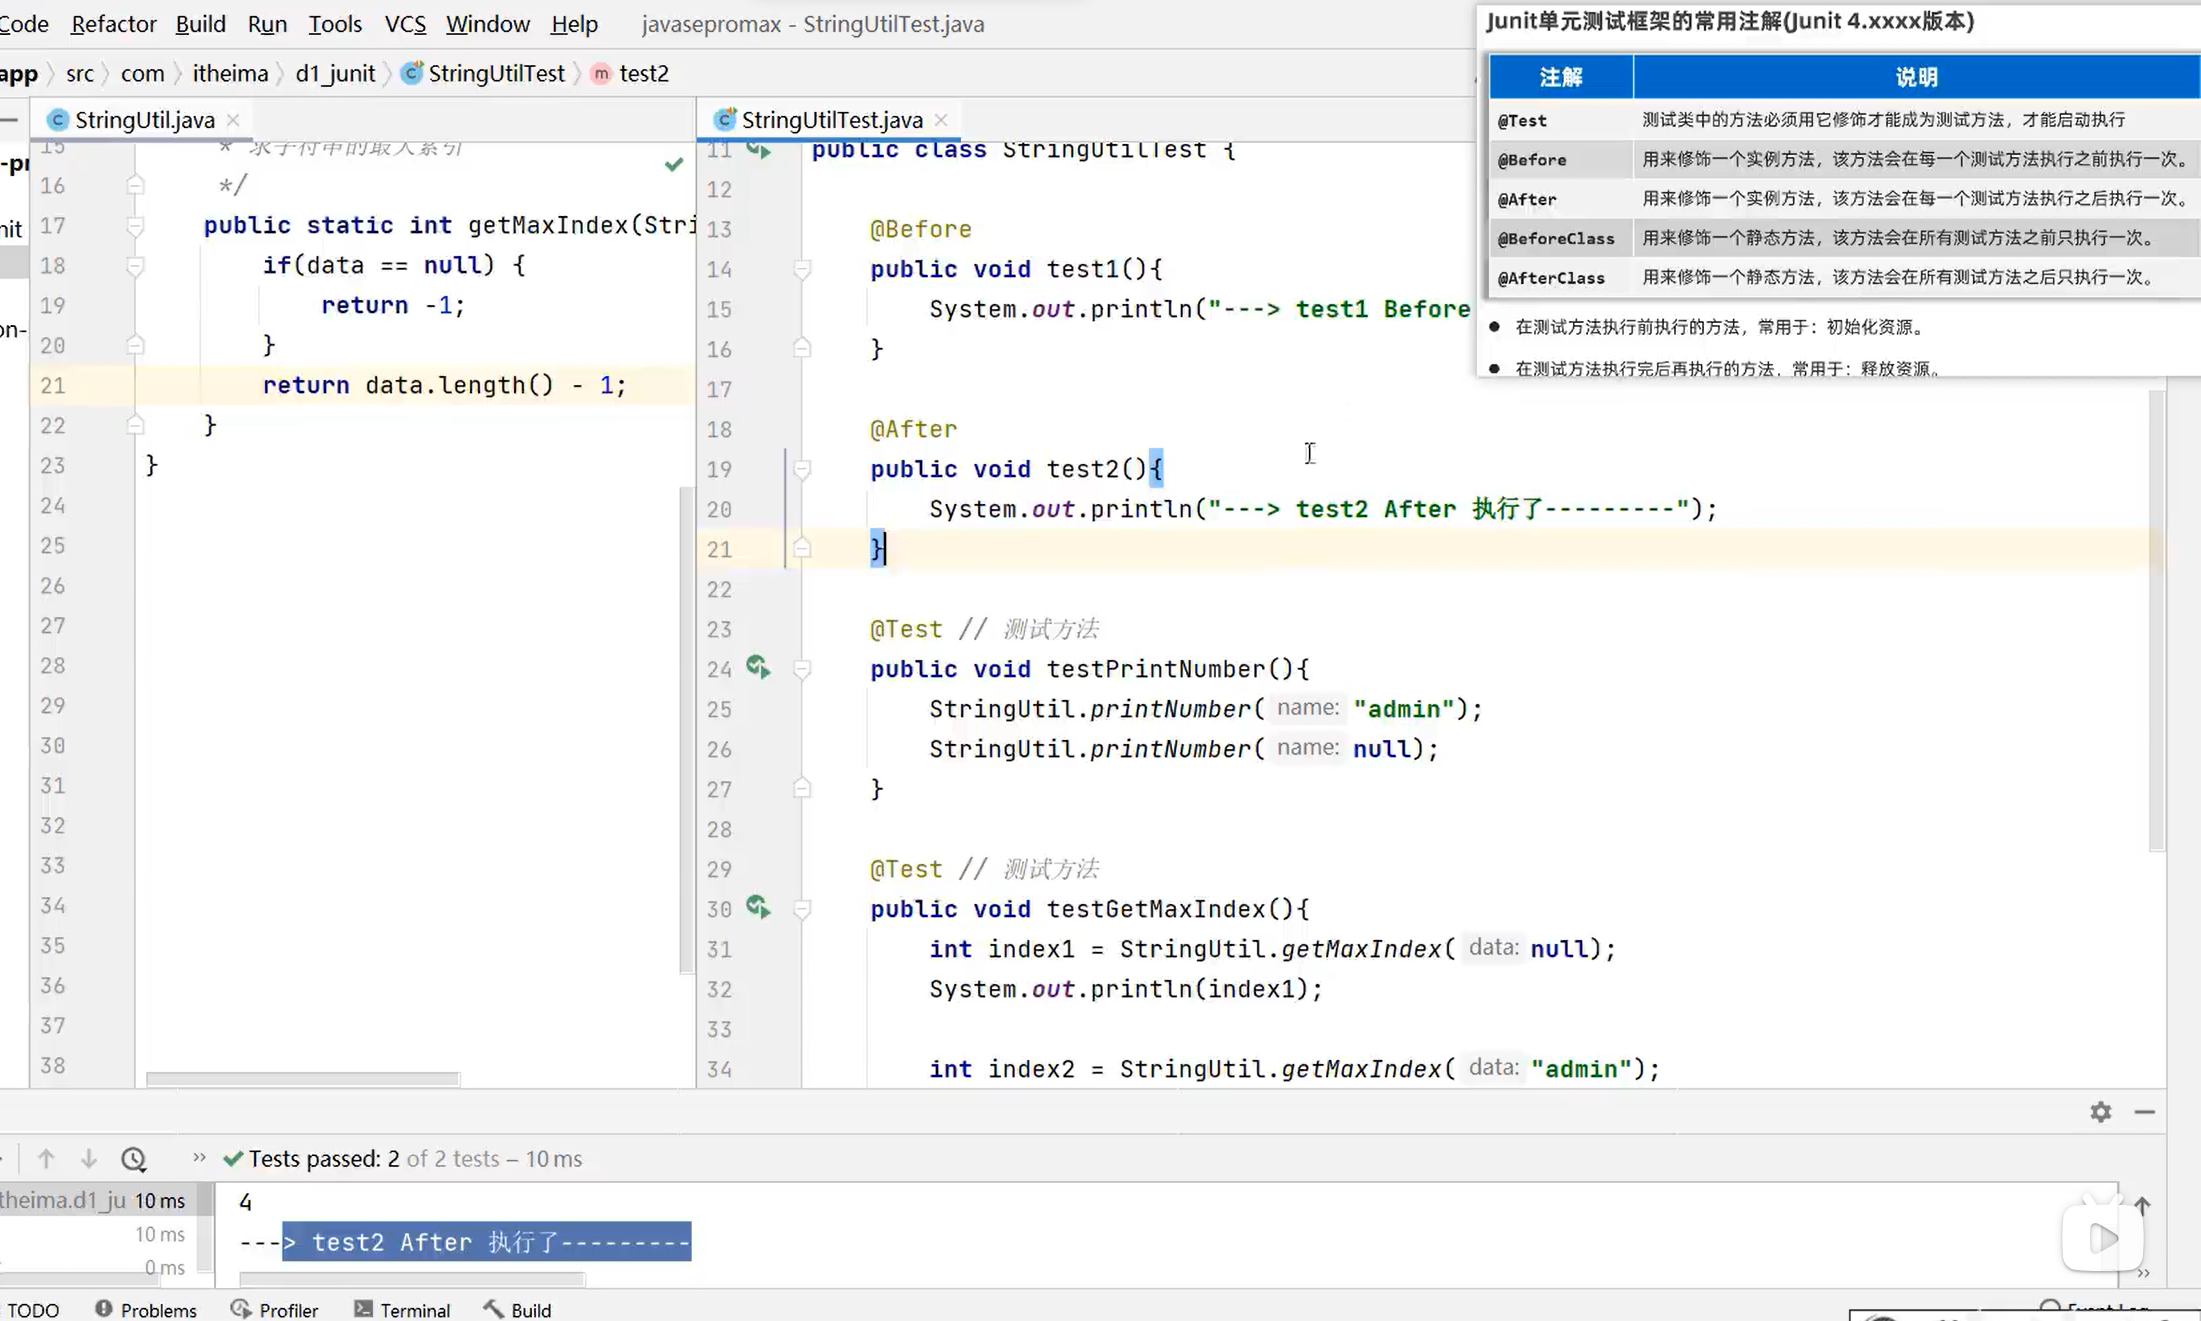 Code Refactor Build Run Tools VCS Window Help javasepromax - StringUtilTest.java
app src com itheima d1_junit StringUtilTest test2
StringUtil.java
15 * 求字符串的最大索引
16 */
17 public static int getMaxIndex(Stri
18 if(data == null) {
19 return -1;
20 }
21 return data.length() - 1;
22 }
23 }
24
25
26
27
28
29
30
31
32
33
34
35
36
37
38
StringUtilTest.java
11 public class StringUtilTest {
12
13 @Before
14 public void test1(){
15 System.out.println("---> test1 Before
16 }
17
18 @After
19 public void test2(){
20 System.out.println("---> test2 After 执行了---------");
21 }
22
23 @Test // 测试方法
24 public void testPrintNumber(){
25 StringUtil.printNumber( name: "admin");
26 StringUtil.printNumber( name: null);
27 }
28
29 @Test // 测试方法
30 public void testGetMaxIndex(){
31 int index1 = StringUtil.getMaxIndex( data: null);
32 System.out.println(index1);
33
34 int index2 = StringUtil.getMaxIndex( data: "admin");
Junit单元测试框架的常用注解(Junit 4.xxxx版本)
注解 说明
@Test 测试类中的方法必须用它修饰才能成为测试方法，才能启动执行
@Before 用来修饰一个实例方法，该方法会在每一个测试方法执行之前执行一次。
@After 用来修饰一个实例方法，该方法会在每一个测试方法执行之后执行一次。
@BeforeClass 用来修饰一个静态方法，该方法会在所有测试方法之前只执行一次。
@AfterClass 用来修饰一个静态方法，该方法会在所有测试方法之后只执行一次。
● 在测试方法执行前执行的方法，常用于：初始化资源。
● 在测试方法执行完后再执行的方法，常用于：释放资源。
Tests passed: 2 of 2 tests – 10 ms
theima.d1_ju 10 ms
10 ms
0 ms
4
---> test2 After 执行了---------
TODO Problems Profiler Terminal Build